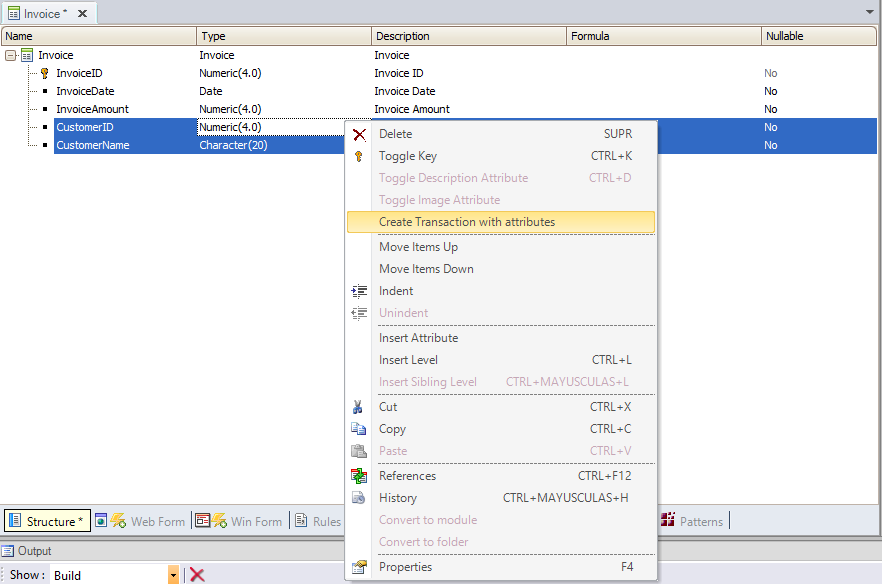 Invoice *
Name Type Description Formula Nullable
Invoice Invoice Invoice
InvoiceID Numeric(4.0) Invoice ID No
InvoiceDate Date Invoice Date No
InvoiceAmount Numeric(4.0) Invoice Amount No
CustomerID Numeric(4.0) No
CustomerName Character(20) No
Delete SUPR
Toggle Key CTRL+K
Toggle Description Attribute CTRL+D
Toggle Image Attribute
Create Transaction with attributes
Move Items Up
Move Items Down
Indent
Unindent
Insert Attribute
Insert Level CTRL+L
Insert Sibling Level CTRL+MAYUSCULAS+L
Cut CTRL+X
Copy CTRL+C
Paste CTRL+V
References CTRL+F12
History CTRL+MAYUSCULAS+H
Convert to module
Convert to folder
Properties F4
Structure * Web Form Win Form Rules Patterns
Output
Show: Build